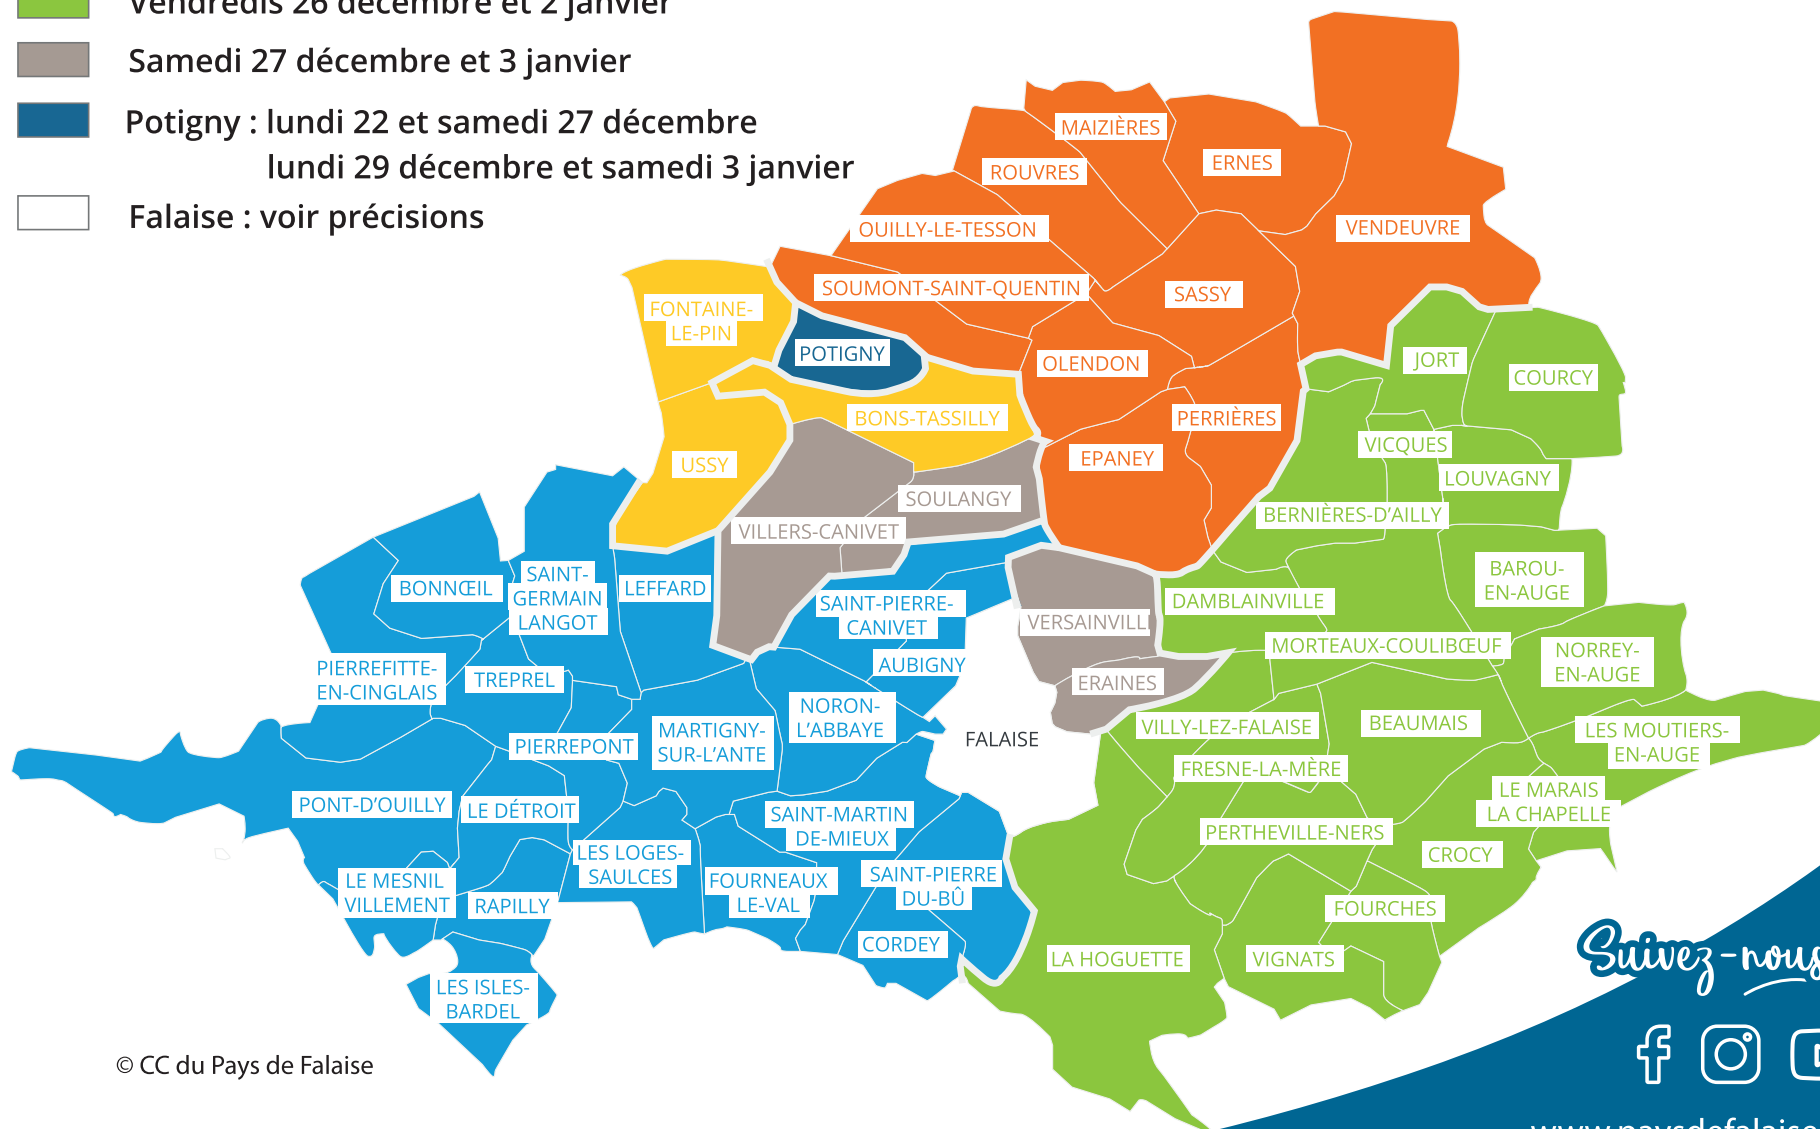 Vendredis 26 décembre et 2 janvier
Samedi 27 décembre et 3 janvier
Potigny : lundi 22 et samedi 27 décembre
lundi 29 décembre et samedi 3 janvier
Falaise : voir précisions
MAIZIÈRES
ERNES
ROUVRES
OUILLY-LE-TESSON
VENDEUVRE
SOUMONT-SAINT-QUENTIN
SASSY
FONTAINE-
LE-PIN
POTIGNY
OLENDON
JORT
COURCY
BONS-TASSILLY
PERRIÈRES
VICQUES
USSY
EPANEY
LOUVAGNY
SOULANGY
BERNIÈRES-D’AILLY
VILLERS-CANIVET
BAROU-
EN-AUGE
BONNŒIL
SAINT-
GERMAIN
LANGOT
LEFFARD
SAINT-PIERRE-
CANIVET
VERSAINVILLE
DAMBLAINVILLE
MORTEAUX-COULIBŒUF
AUBIGNY
NORREY-
EN-AUGE
PIERREFITTE-
EN-CINGLAIS
TREPREL
ERAINES
NORON-
L’ABBAYE
MARTIGNY-
SUR-L’ANTE
FALAISE
VILLY-LEZ-FALAISE
BEAUMAIS
LES MOUTIERS-
EN-AUGE
PIERREPONT
FRESNE-LA-MÈRE
LE MARAIS
LA CHAPELLE
PONT-D’OUILLY
LE DÉTROIT
SAINT-MARTIN
DE-MIEUX
PERTHEVILLE-NERS
CROCY
LES LOGES-
SAULCES
LE MESNIL
VILLEMENT
RAPILLY
FOURNEAUX
LE-VAL
SAINT-PIERRE
DU-BÛ
FOURCHES
CORDEY
LA HOGUETTE
VIGNATS
LES ISLES-
BARDEL
Suivez-nous
© CC du Pays de Falaise
www.paysdefalaise